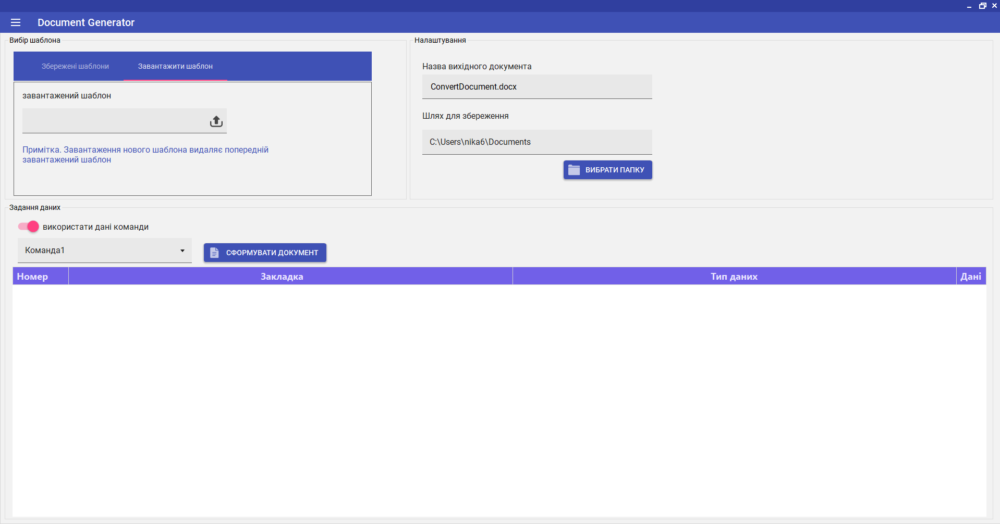 Document Generator
Вибір шаблона
Збережені шаблони
Завантажити шаблон
завантажений шаблон
Примітка. Завантаження нового шаблона видаляє попередній
завантажений шаблон
Налаштування
Назва вихідного документа
ConvertDocument.docx
Шлях для збереження
C:\Users\nika6\Documents
ВИБРАТИ ПАПКУ
Задання даних
використати дані команди
Команда1
СФОРМУВАТИ ДОКУМЕНТ
Номер
Закладка
Тип даних
Дані